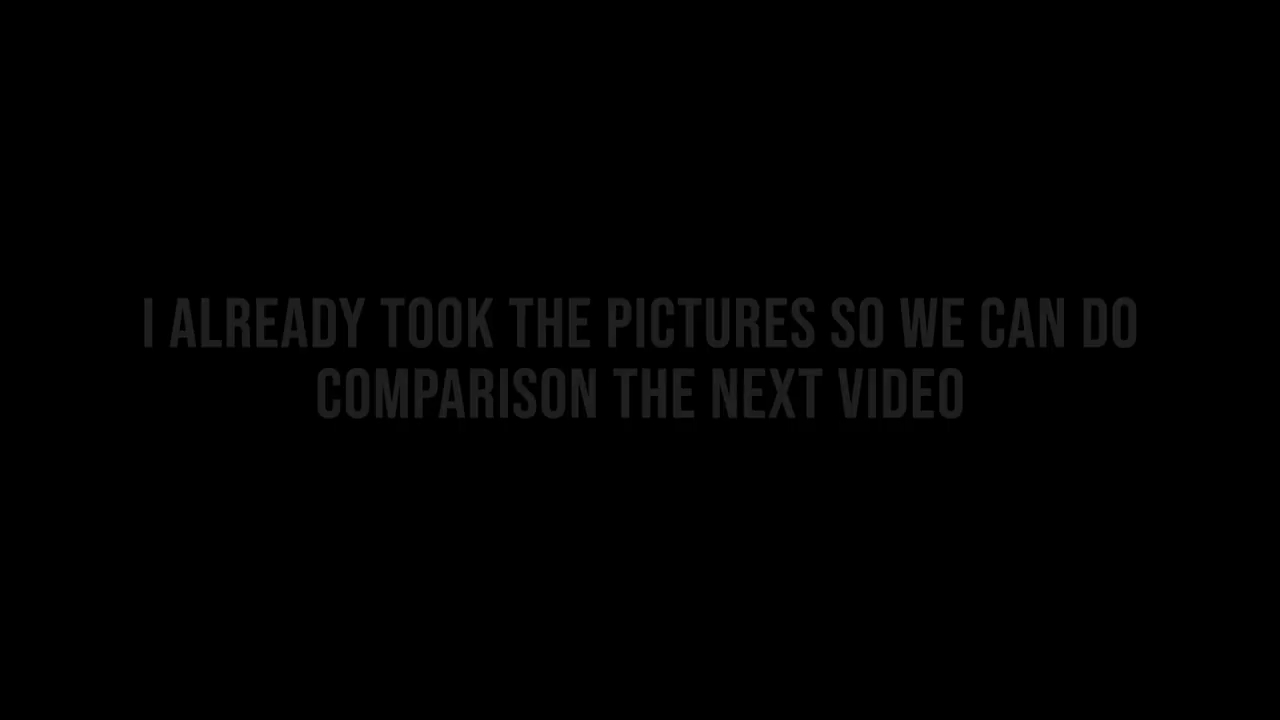 I ALREADY TOOK THE PICTURES SO WE CAN DO
COMPARISON THE NEXT VIDEO